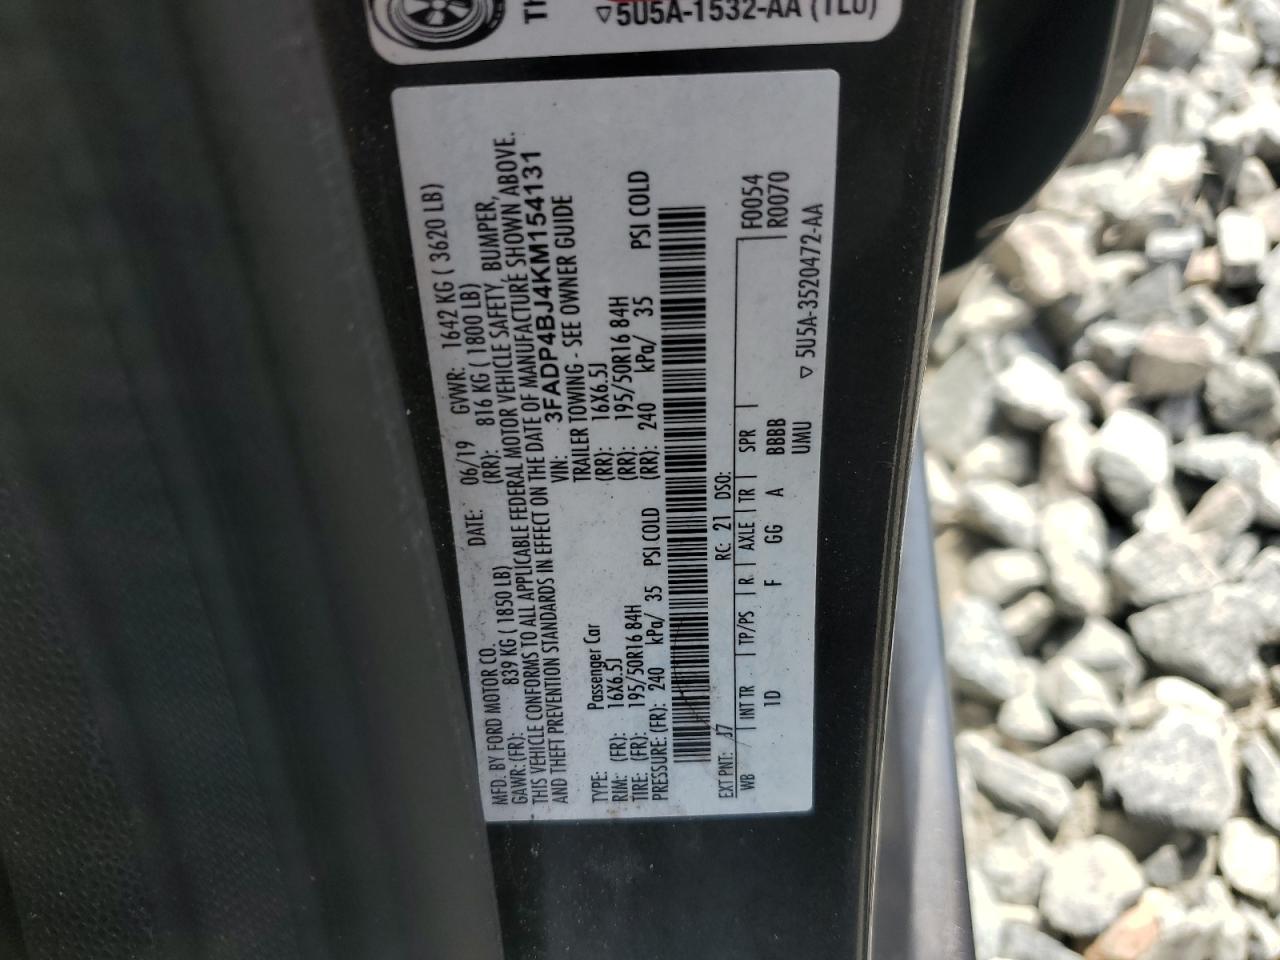 TH
▽5U5A-1532-AA (TL0)
MFD. BY FORD MOTOR CO. DATE: 06/19 GVWR: 1642 KG ( 3620 LB)
GAWR: (FR): 839 KG ( 1850 LB) (RR): 816 KG ( 1800 LB)
THIS VEHICLE CONFORMS TO ALL APPLICABLE FEDERAL MOTOR VEHICLE SAFETY, BUMPER,
AND THEFT PREVENTION STANDARDS IN EFFECT ON THE DATE OF MANUFACTURE SHOWN ABOVE.
VIN: 3FADP4BJ4KM154131
TYPE: Passenger Car TRAILER TOWING - SEE OWNER GUIDE
RIM: (FR): 16X6.5J (RR): 16X6.5J
TIRE: (FR): 195/50R16 84H (RR): 195/50R16 84H
PRESSURE: (FR): 240 kPa/ 35 PSI COLD (RR): 240 kPa/ 35 PSI COLD
EXT PNT: J7 RC: 21 DSO: F0054
WB INT TR TP/PS R AXLE TR SPR R0070
1D F GG A BBBB
UMU ▽5U5A-3520472-AA